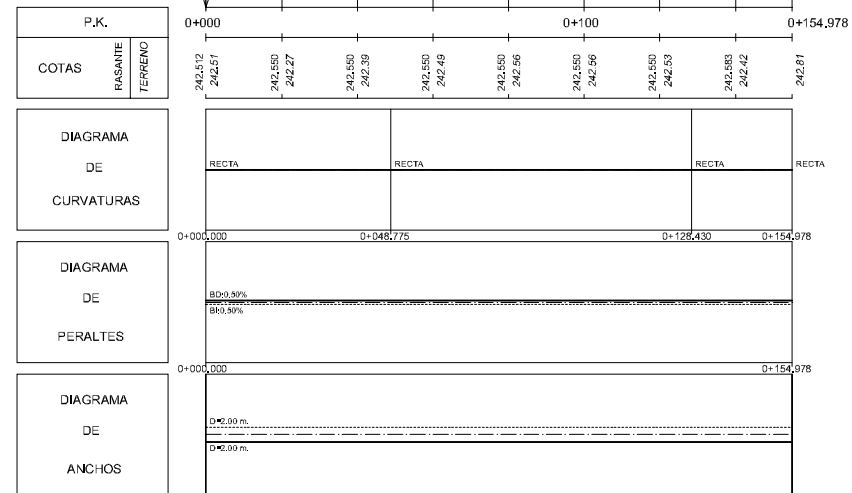 P.K.
0+000
0+100
0+154.978
COTAS
RASANTE
TERRENO
242.512
242.51
242.550
242.27
242.550
242.39
242.550
242.49
242.550
242.56
242.550
242.56
242.550
242.53
242.583
242.42
242.81
DIAGRAMA
DE
CURVATURAS
RECTA
RECTA
RECTA
RECTA
0+000.000
0+048.775
0+128.430
0+154.978
DIAGRAMA
DE
PERALTES
BD:0.50%
BI:0.50%
0+000.000
0+154.978
DIAGRAMA
DE
ANCHOS
D=2.00 m.
D=2.00 m.